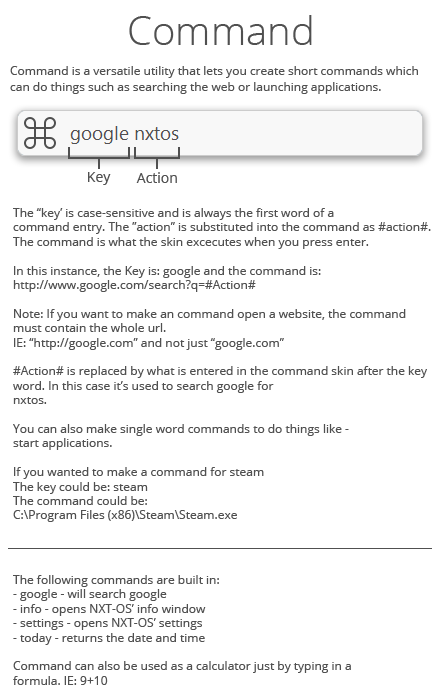 Command
Command is a versatile utility that lets you create short commands which
can do things such as searching the web or launching applications.
google nxtos
Key Action
The “key’ is case-sensitive and is always the first word of a
command entry. The “action” is substituted into the command as #action#.
The command is what the skin excecutes when you press enter.
In this instance, the Key is: google and the command is:
http://www.google.com/search?q=#Action#
Note: If you want to make an command open a website, the command
must contain the whole url.
IE: “http://google.com” and not just “google.com”
#Action# is replaced by what is entered in the command skin after the key
word. In this case it’s used to search google for
nxtos.
You can also make single word commands to do things like -
start applications.
If you wanted to make a command for steam
The key could be: steam
The command could be:
C:\Program Files (x86)\Steam\Steam.exe
The following commands are built in:
- google - will search google
- info - opens NXT-OS’ info window
- settings - opens NXT-OS’ settings
- today - returns the date and time
Command can also be used as a calculator just by typing in a
formula. IE: 9+10